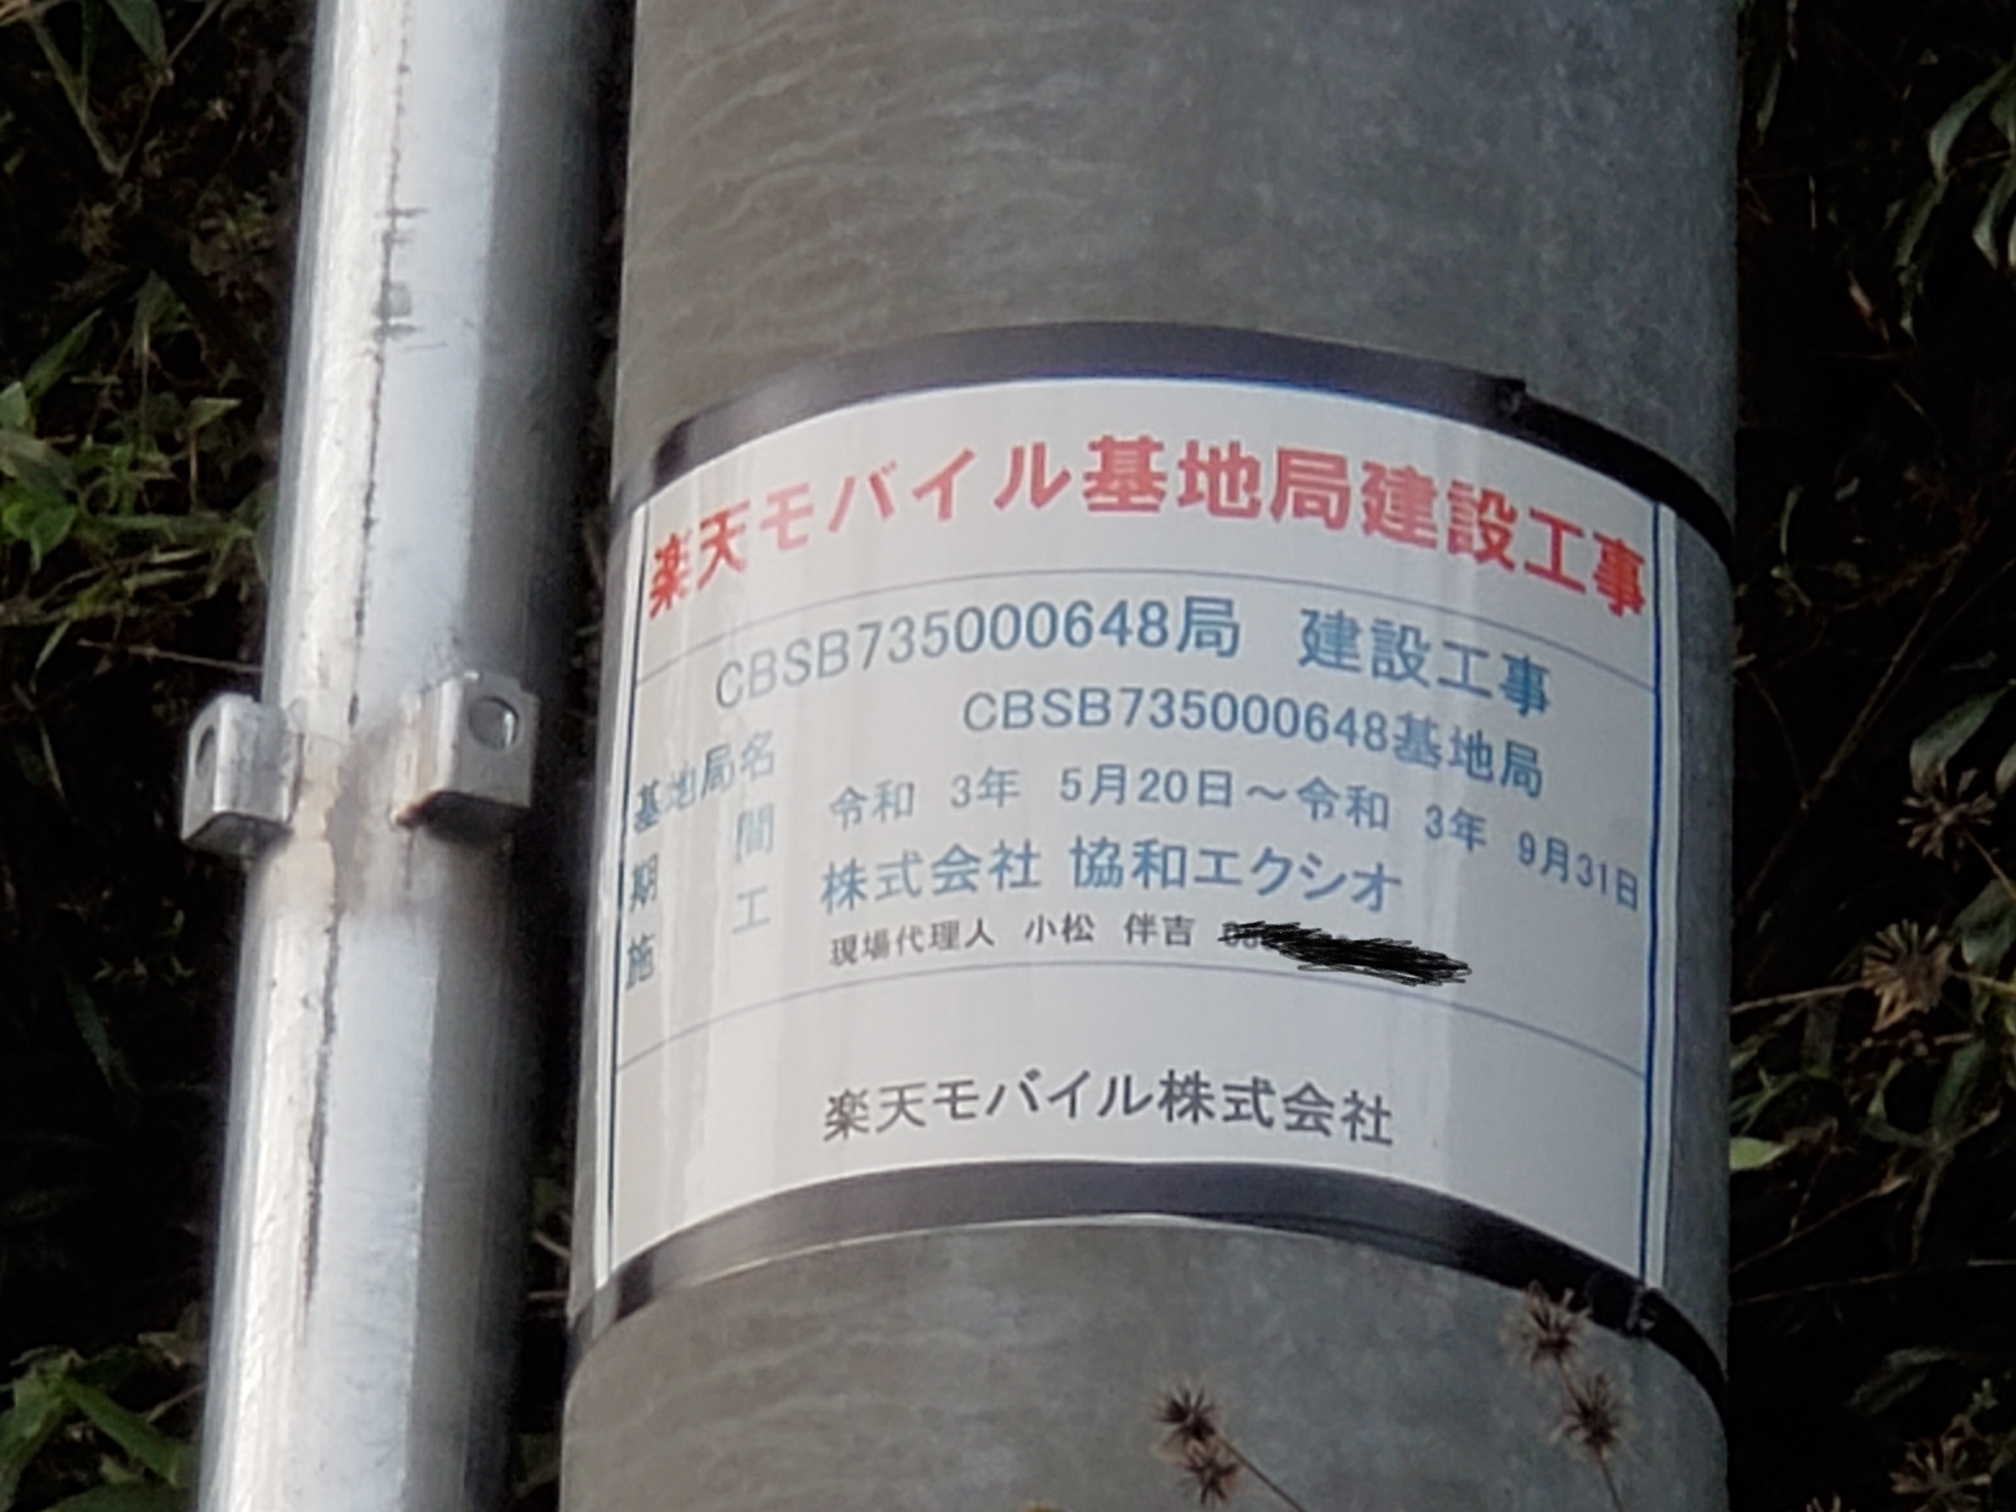 楽天モバイル基地局建設工事
CBSB735000648局 建設工事
基地局名 CBSB735000648基地局
期間 令和 3年 5月20日～令和 3年 9月31日
施工 株式会社 協和エクシオ
現場代理人 小松 伴吉
楽天モバイル株式会社